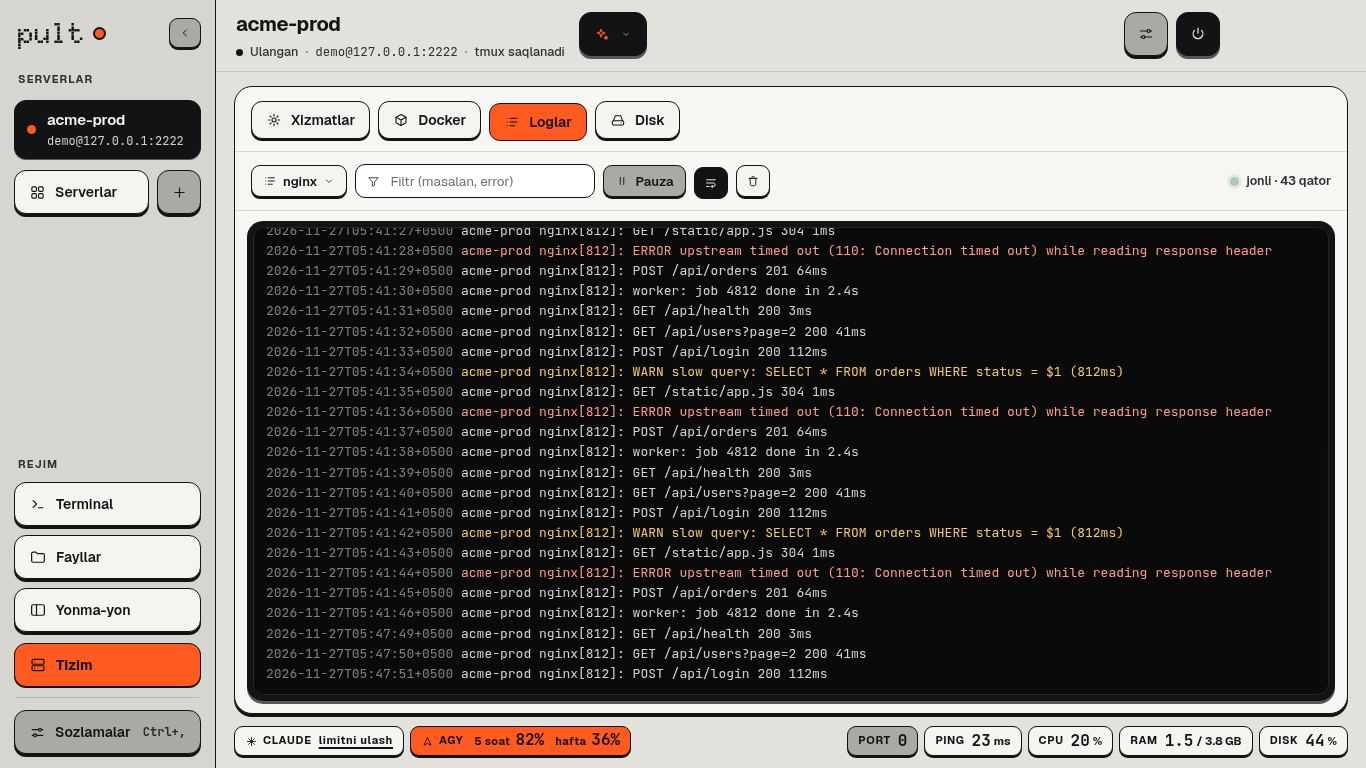 pult
SERVERLAR
acme-prod
demo@127.0.0.1:2222
Serverlar
REJIM
Terminal
Fayllar
Yonma-yon
Tizim
Sozlamalar Ctrl+,
acme-prod
Ulangan · demo@127.0.0.1:2222 · tmux saqlanadi
Xizmatlar Docker Loglar Disk
nginx Filtr (masalan, error) Pauza jonli · 43 qator
2026-11-27T05:41:27+0500 acme-prod nginx[812]: GET /static/app.js 304 1ms
2026-11-27T05:41:28+0500 acme-prod nginx[812]: ERROR upstream timed out (110: Connection timed out) while reading response header
2026-11-27T05:41:29+0500 acme-prod nginx[812]: POST /api/orders 201 64ms
2026-11-27T05:41:30+0500 acme-prod nginx[812]: worker: job 4812 done in 2.4s
2026-11-27T05:41:31+0500 acme-prod nginx[812]: GET /api/health 200 3ms
2026-11-27T05:41:32+0500 acme-prod nginx[812]: GET /api/users?page=2 200 41ms
2026-11-27T05:41:33+0500 acme-prod nginx[812]: POST /api/login 200 112ms
2026-11-27T05:41:34+0500 acme-prod nginx[812]: WARN slow query: SELECT * FROM orders WHERE status = $1 (812ms)
2026-11-27T05:41:35+0500 acme-prod nginx[812]: GET /static/app.js 304 1ms
2026-11-27T05:41:36+0500 acme-prod nginx[812]: ERROR upstream timed out (110: Connection timed out) while reading response header
2026-11-27T05:41:37+0500 acme-prod nginx[812]: POST /api/orders 201 64ms
2026-11-27T05:41:38+0500 acme-prod nginx[812]: worker: job 4812 done in 2.4s
2026-11-27T05:41:39+0500 acme-prod nginx[812]: GET /api/health 200 3ms
2026-11-27T05:41:40+0500 acme-prod nginx[812]: GET /api/users?page=2 200 41ms
2026-11-27T05:41:41+0500 acme-prod nginx[812]: POST /api/login 200 112ms
2026-11-27T05:41:42+0500 acme-prod nginx[812]: WARN slow query: SELECT * FROM orders WHERE status = $1 (812ms)
2026-11-27T05:41:43+0500 acme-prod nginx[812]: GET /static/app.js 304 1ms
2026-11-27T05:41:44+0500 acme-prod nginx[812]: ERROR upstream timed out (110: Connection timed out) while reading response header
2026-11-27T05:41:45+0500 acme-prod nginx[812]: POST /api/orders 201 64ms
2026-11-27T05:41:46+0500 acme-prod nginx[812]: worker: job 4812 done in 2.4s
2026-11-27T05:47:49+0500 acme-prod nginx[812]: GET /api/health 200 3ms
2026-11-27T05:47:50+0500 acme-prod nginx[812]: GET /api/users?page=2 200 41ms
2026-11-27T05:47:51+0500 acme-prod nginx[812]: POST /api/login 200 112ms
CLAUDE limitni ulash AGY 5 soat 82% hafta 36% PORT 0 PING 23 ms CPU 20 % RAM 1.5 / 3.8 GB DISK 44 %